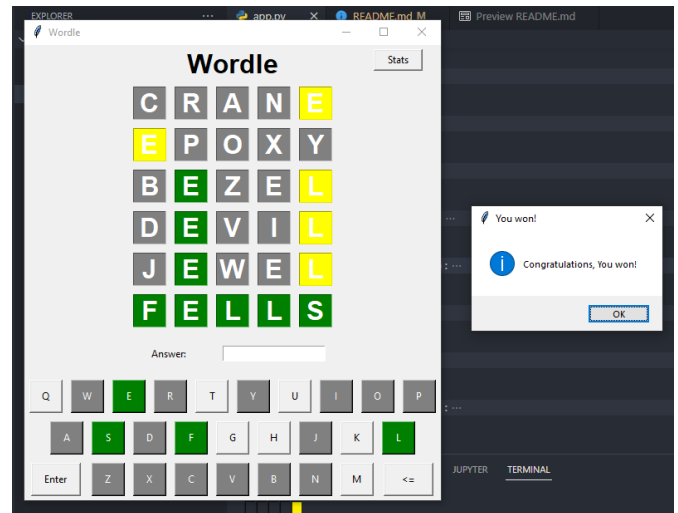 EXPLORER ... app.py × README.md M Preview README.md
Wordle
Wordle
Stats
C R A N E
E P O X Y
B E Z E L
D E V I L
J E W E L
F E L L S
You won!
Congratulations, You won!
OK
Answer:
Q W E R T Y U I O P
A S D F G H J K L
Enter Z X C V B N M <=
JUPYTER TERMINAL